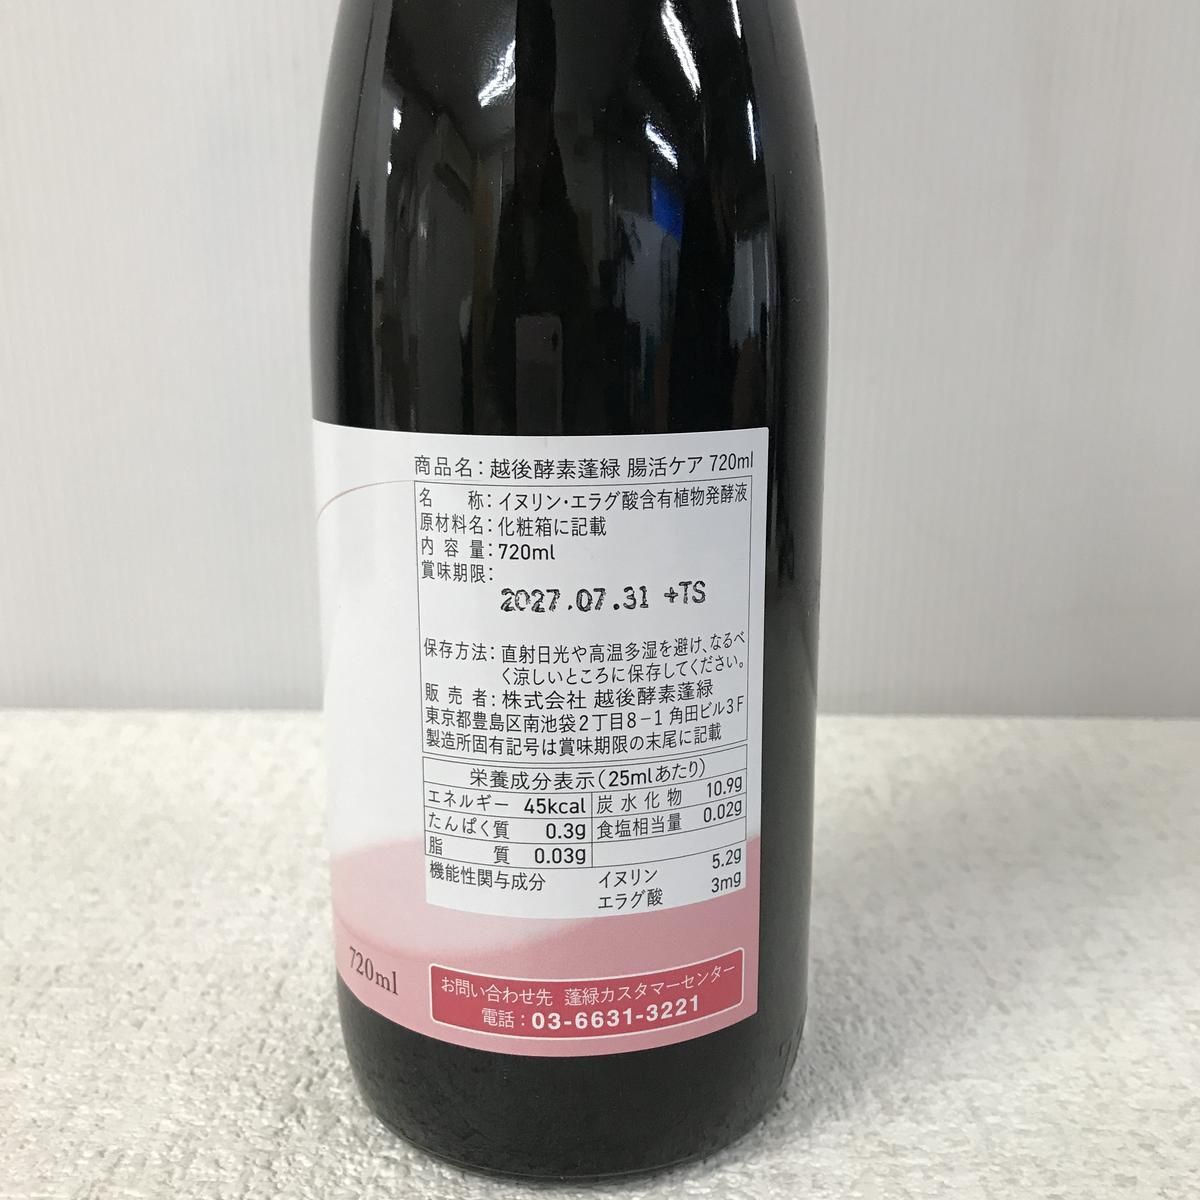 商品名：越後酵素蓬緑 腸活ケア 720ml
名　称：イヌリン・エラグ酸含有植物発酵液
原材料名：化粧箱に記載
内容量：720ml
賞味期限：
2027.07.31 +TS
保存方法：直射日光や高温多湿を避け、なるべ
く涼しいところに保存してください。
販売者：株式会社 越後酵素蓬緑
東京都豊島区南池袋2丁目8−1 角田ビル3F
製造所固有記号は賞味期限の末尾に記載
栄養成分表示（25mlあたり）
エネルギー 45kcal 炭水化物 10.9g
たんぱく質 0.3g 食塩相当量 0.02g
脂質 0.03g
機能性関与成分 イヌリン 5.2g
エラグ酸 3mg
720ml
お問い合わせ先 蓬緑カスタマーセンター
電話：03-6631-3221